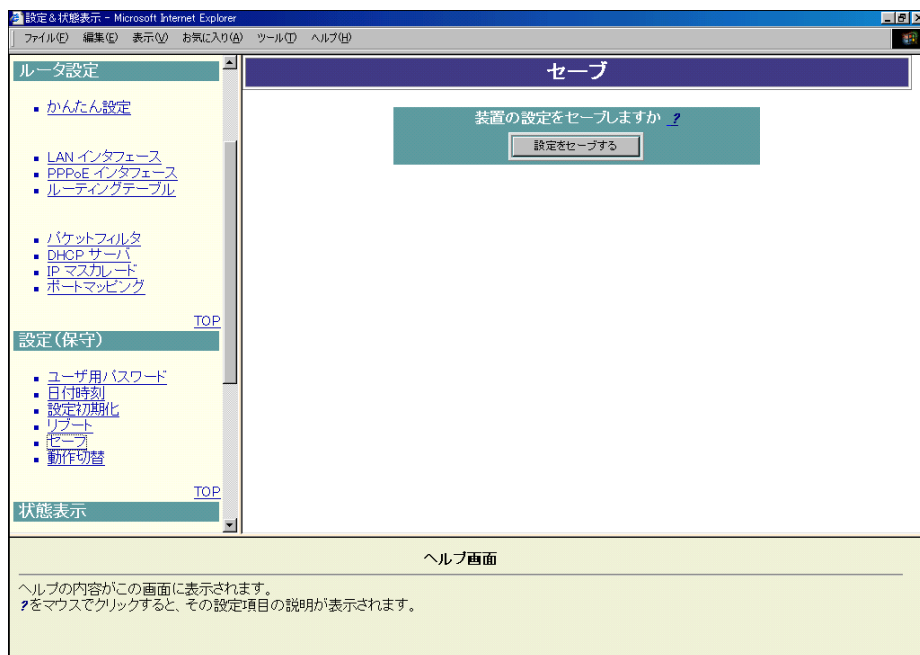 設定&状態表示 - Microsoft Internet Explorer
ファイル(F) 編集(E) 表示(V) お気に入り(A) ツール(T) ヘルプ(H)
ルータ設定
かんたん設定
LAN インタフェース
PPPoE インタフェース
ルーティングテーブル
パケットフィルタ
DHCP サーバ
IP マスカレード
ポートマッピング
TOP
設定(保守)
ユーザ用パスワード
日付時刻
設定初期化
リブート
セーブ
動作切替
TOP
状態表示
セーブ
装置の設定をセーブしますか ?
設定をセーブする
ヘルプ画面
ヘルプの内容がこの画面に表示されます。
?をマウスでクリックすると、その設定項目の説明が表示されます。